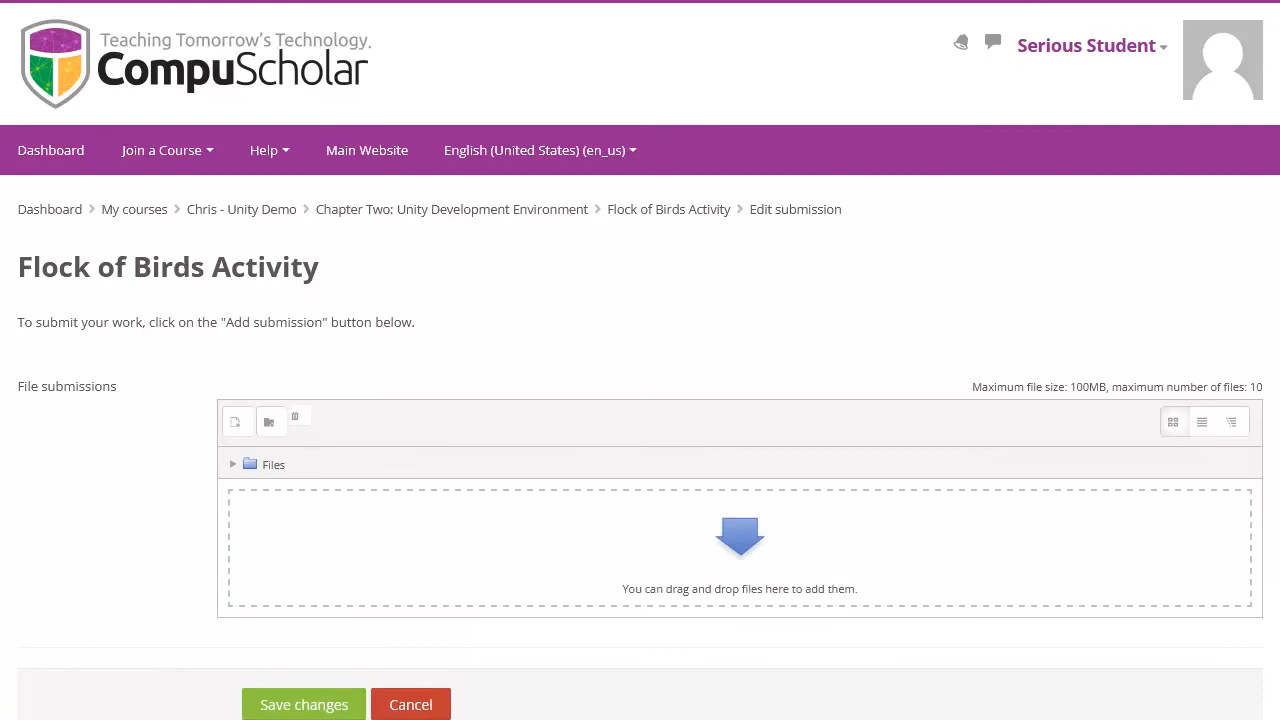 Teaching Tomorrow's Technology.
CompuScholar
Serious Student
Dashboard Join a Course Help Main Website English (United States) (en_us)
Dashboard My courses Chris - Unity Demo Chapter Two: Unity Development Environment Flock of Birds Activity Edit submission
Flock of Birds Activity
To submit your work, click on the "Add submission" button below.
File submissions
Maximum file size: 100MB, maximum number of files: 10
Files
You can drag and drop files here to add them.
Save changes Cancel